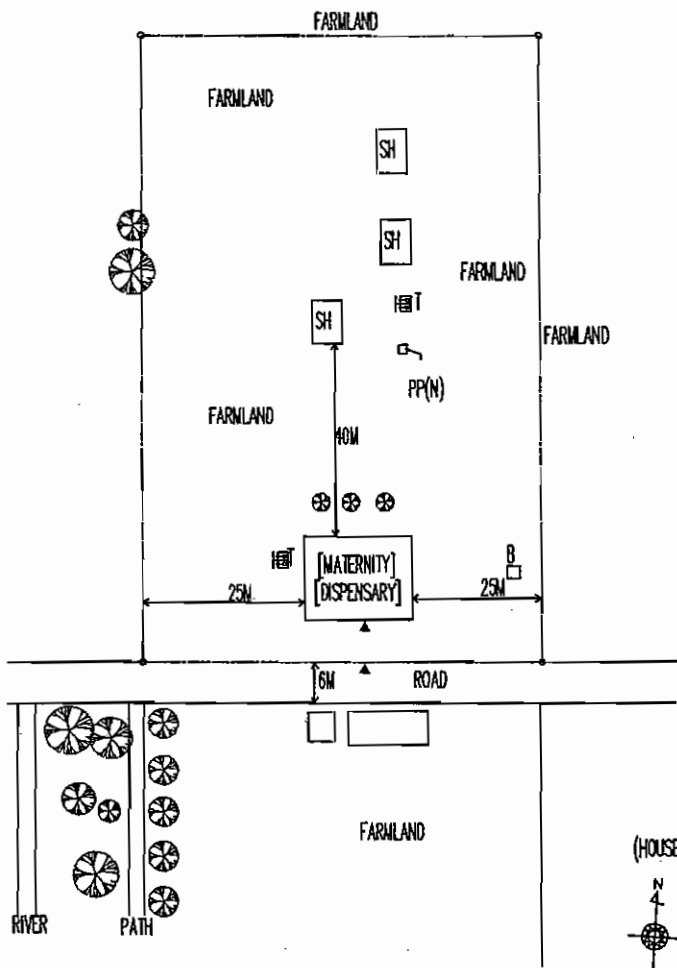 FARMLAND
FARMLAND
SH
SH
FARMLAND
T
SH
FARMLAND
PP(N)
FARMLAND
40M
T
B
[MATERNITY]
[DISPENSARY]
25M
25M
6M
ROAD
FARMLAND
(HOUSE
N
RIVER
PATH